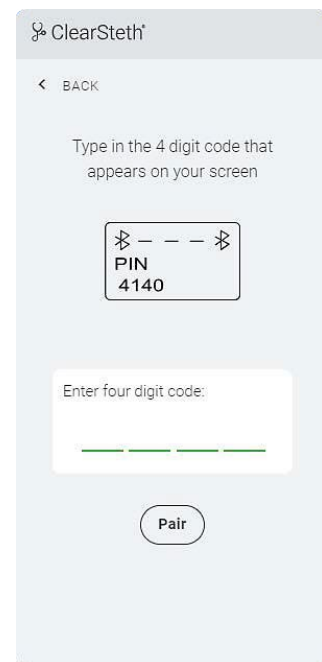 ClearSteth®
BACK
Type in the 4 digit code that
appears on your screen
PIN
4140
Enter four digit code:
Pair